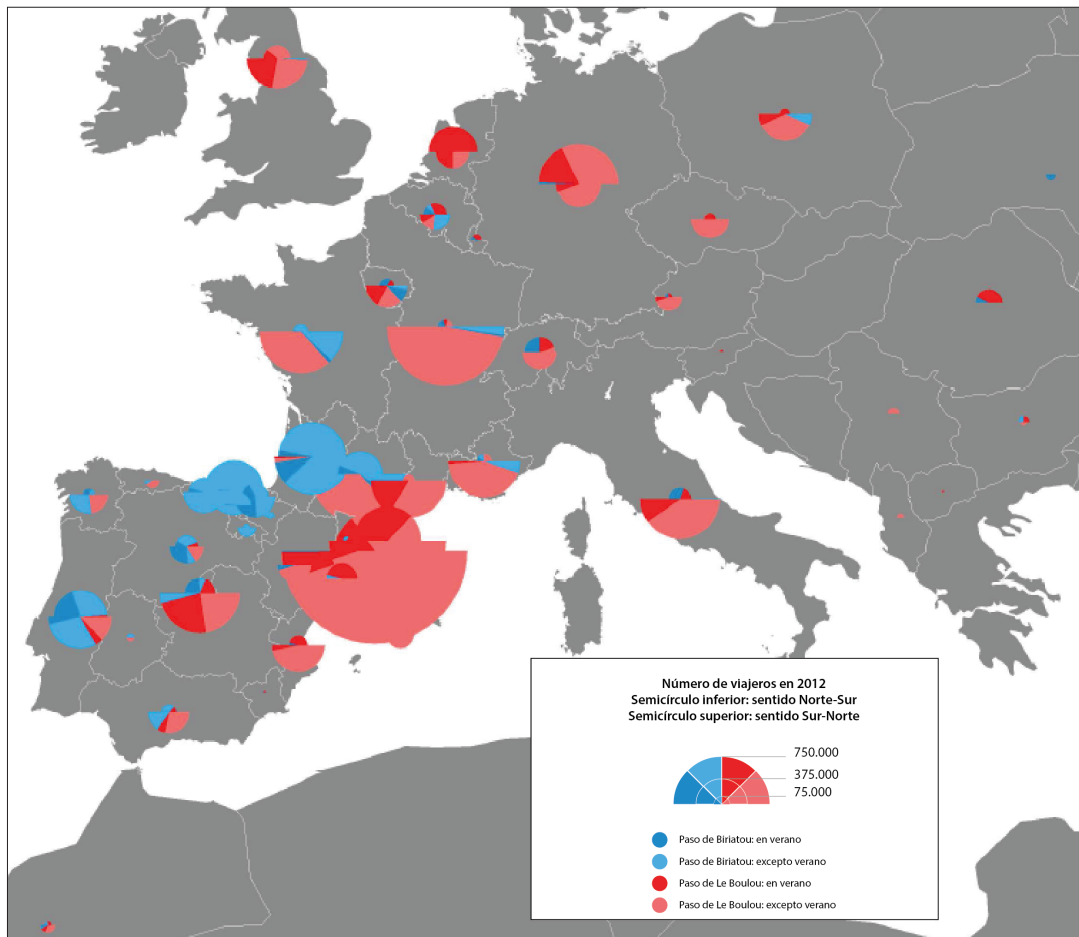 Número de viajeros en 2012
Semicírculo inferior: sentido Norte-Sur
Semicírculo superior: sentido Sur-Norte
750.000
375.000
75.000
Paso de Biriatou: en verano
Paso de Biriatou: excepto verano
Paso de Le Boulou: en verano
Paso de Le Boulou: excepto verano